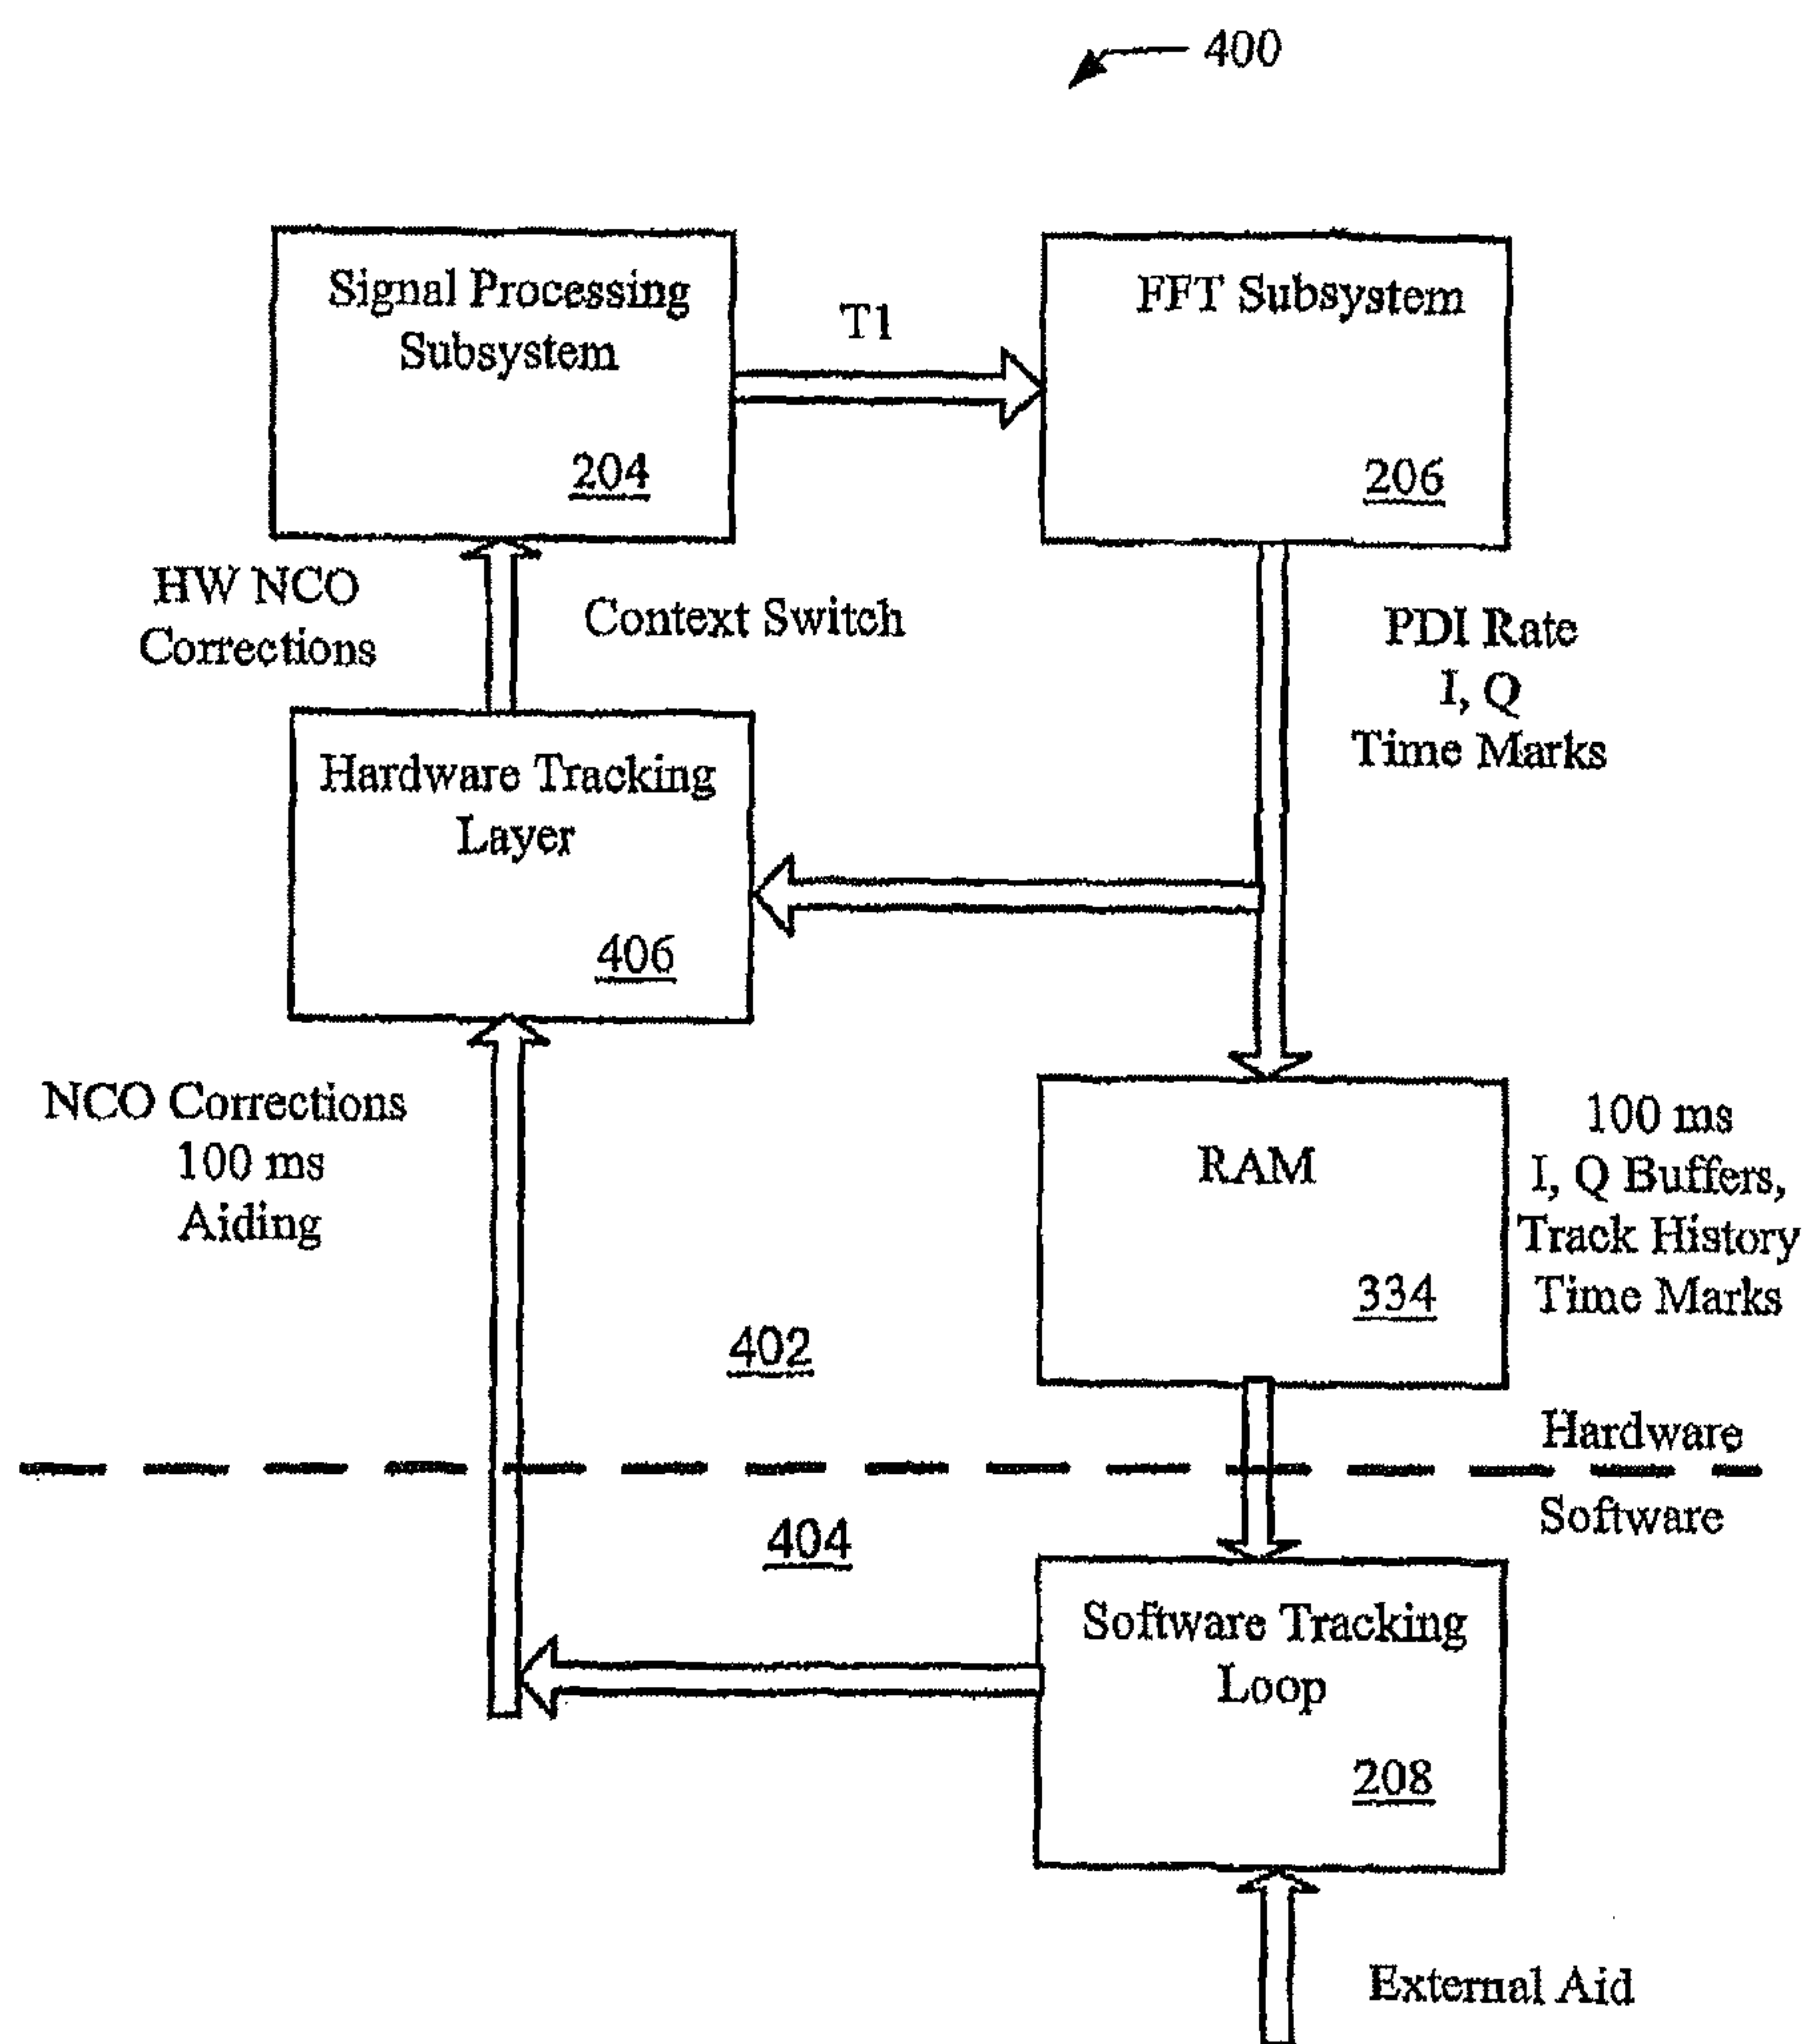 400
Signal Processing
Subsystem
204
T1
FFT Subsystem
206
HW NCO
Corrections
Context Switch
PDI Rate
I, Q
Time Marks
Hardware Tracking
Layer
406
NCO Corrections
100 ms
Aiding
RAM
334
100 ms
I, Q Buffers,
Track History
Time Marks
402
Hardware
Software
404
Software Tracking
Loop
208
External Aid